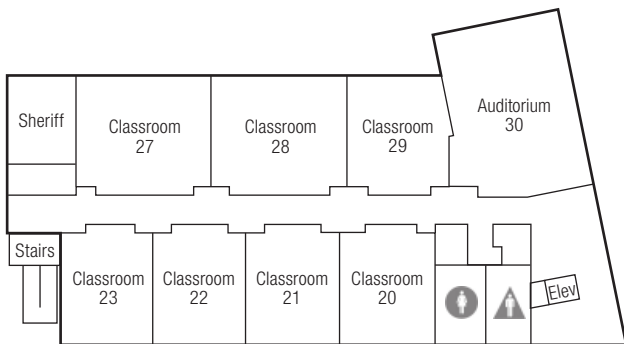 Auditorium
30
Sheriff
Classroom
27
Classroom
28
Classroom
29
Stairs
Classroom
23
Classroom
22
Classroom
21
Classroom
20
Elev